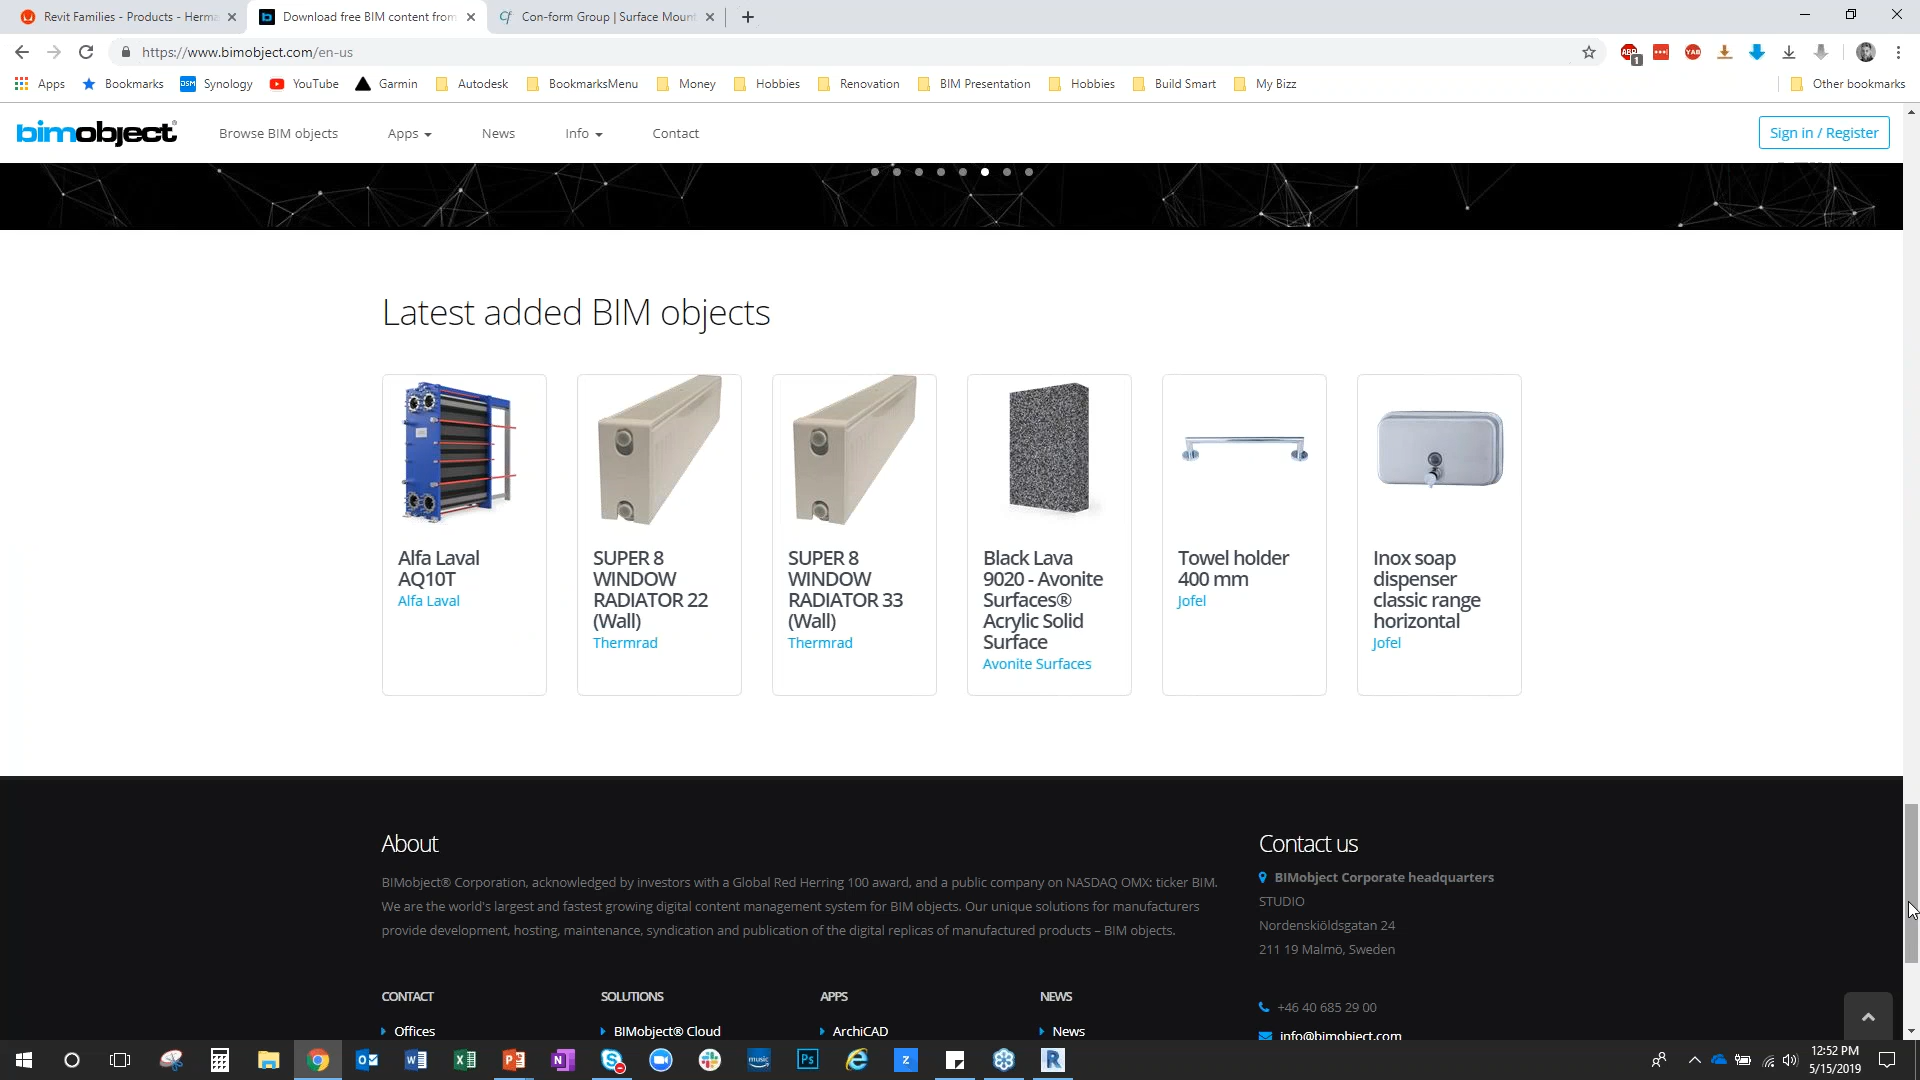 Revit Families - Products - Herma
Download free BIM content from
Con-form Group | Surface Moun
https://www.bimobject.com/en-us
ABP
1
YAB
Apps
Bookmarks
DSM
Synology
YouTube
Garmin
Autodesk
BookmarksMenu
Money
Hobbies
Renovation
BIM Presentation
Hobbies
Build Smart
My Bizz
Other bookmarks
bimobject®
Browse BIM objects
Apps
News
Info
Contact
Sign in / Register
Latest added BIM objects
Alfa Laval
AQ10T
Alfa Laval
SUPER 8
WINDOW
RADIATOR 22
(Wall)
Thermrad
SUPER 8
WINDOW
RADIATOR 33
(Wall)
Thermrad
Black Lava
9020 - Avonite
Surfaces®
Acrylic Solid
Surface
Avonite Surfaces
Towel holder
400 mm
Jofel
Inox soap
dispenser
classic range
horizontal
Jofel
About
BIMobject® Corporation, acknowledged by investors with a Global Red Herring 100 award, and a public company on NASDAQ OMX: ticker BIM.
We are the world's largest and fastest growing digital content management system for BIM objects. Our unique solutions for manufacturers
provide development, hosting, maintenance, syndication and publication of the digital replicas of manufactured products – BIM objects.
Contact us
BIMobject Corporate headquarters
STUDIO
Nordenskiöldsgatan 24
211 19 Malmö, Sweden
+46 40 685 29 00
info@bimobject.com
CONTACT
Offices
SOLUTIONS
BIMobject® Cloud
APPS
ArchiCAD
NEWS
News
music
Ps
Z
R
12:52 PM
5/15/2019